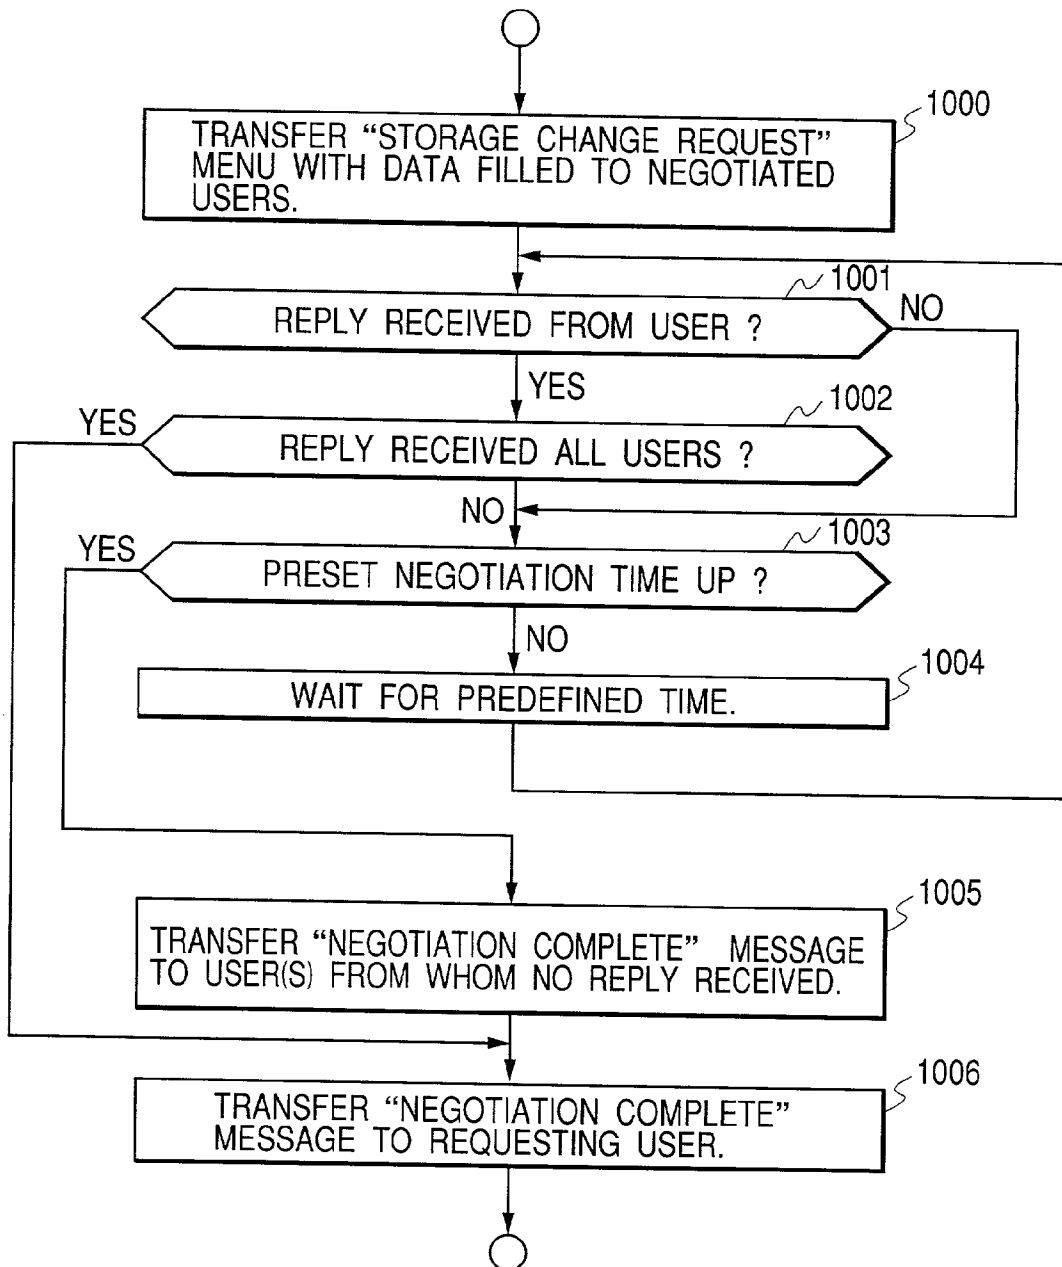 1000
TRANSFER “STORAGE CHANGE REQUEST”
MENU WITH DATA FILLED TO NEGOTIATED
USERS.
1001
REPLY RECEIVED FROM USER ?
NO
YES
1002
YES
REPLY RECEIVED ALL USERS ?
NO
1003
YES
PRESET NEGOTIATION TIME UP ?
NO
1004
WAIT FOR PREDEFINED TIME.
1005
TRANSFER “NEGOTIATION COMPLETE” MESSAGE
TO USER(S) FROM WHOM NO REPLY RECEIVED.
1006
TRANSFER “NEGOTIATION COMPLETE”
MESSAGE TO REQUESTING USER.